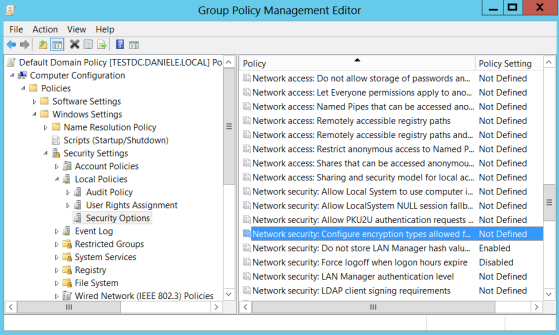 Group Policy Management Editor
File Action View Help
Default Domain Policy [TESTDC.DANIELE.LOCAL] Po
Computer Configuration
Policies
Software Settings
Windows Settings
Name Resolution Policy
Scripts (Startup/Shutdown)
Security Settings
Account Policies
Local Policies
Audit Policy
User Rights Assignment
Security Options
Event Log
Restricted Groups
System Services
Registry
File System
Wired Network (IEEE 802.3) Policies
Policy Policy Setting
Network access: Do not allow storage of passwords an... Not Defined
Network access: Let Everyone permissions apply to ano... Not Defined
Network access: Named Pipes that can be accessed ano... Not Defined
Network access: Remotely accessible registry paths Not Defined
Network access: Remotely accessible registry paths and... Not Defined
Network access: Restrict anonymous access to Named P... Not Defined
Network access: Shares that can be accessed anonymou... Not Defined
Network access: Sharing and security model for local ac... Not Defined
Network security: Allow Local System to use computer i... Not Defined
Network security: Allow LocalSystem NULL session fallb... Not Defined
Network security: Allow PKU2U authentication requests ... Not Defined
Network security: Configure encryption types allowed f... Not Defined
Network security: Do not store LAN Manager hash valu... Enabled
Network security: Force logoff when logon hours expire Disabled
Network security: LAN Manager authentication level Not Defined
Network security: LDAP client signing requirements Not Defined